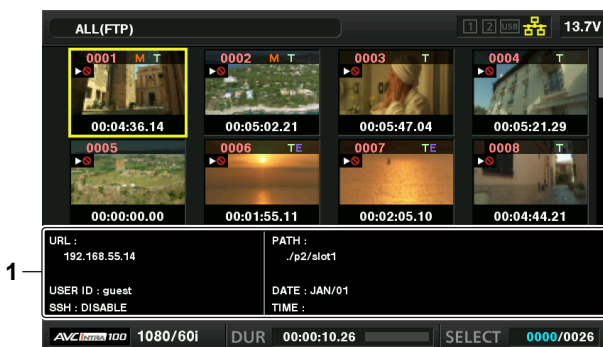 ALL(FTP) 1 2 USB 13.7V
0001 M T 0002 M T 0003 T 0004 T
00:04:36.14 00:05:02.21 00:05:47.04 00:05:21.29
0005 0006 TE 0007 TE 0008 T
00:00:00.00 00:01:55.11 00:02:05.10 00:04:44.21
URL : PATH :
192.168.55.14 ./p2/slot1
1
USER ID : guest DATE : JAN/01
SSH : DISABLE TIME :
AVC INTRA 100 1080/60i DUR 00:00:10.26 SELECT 0000/0026